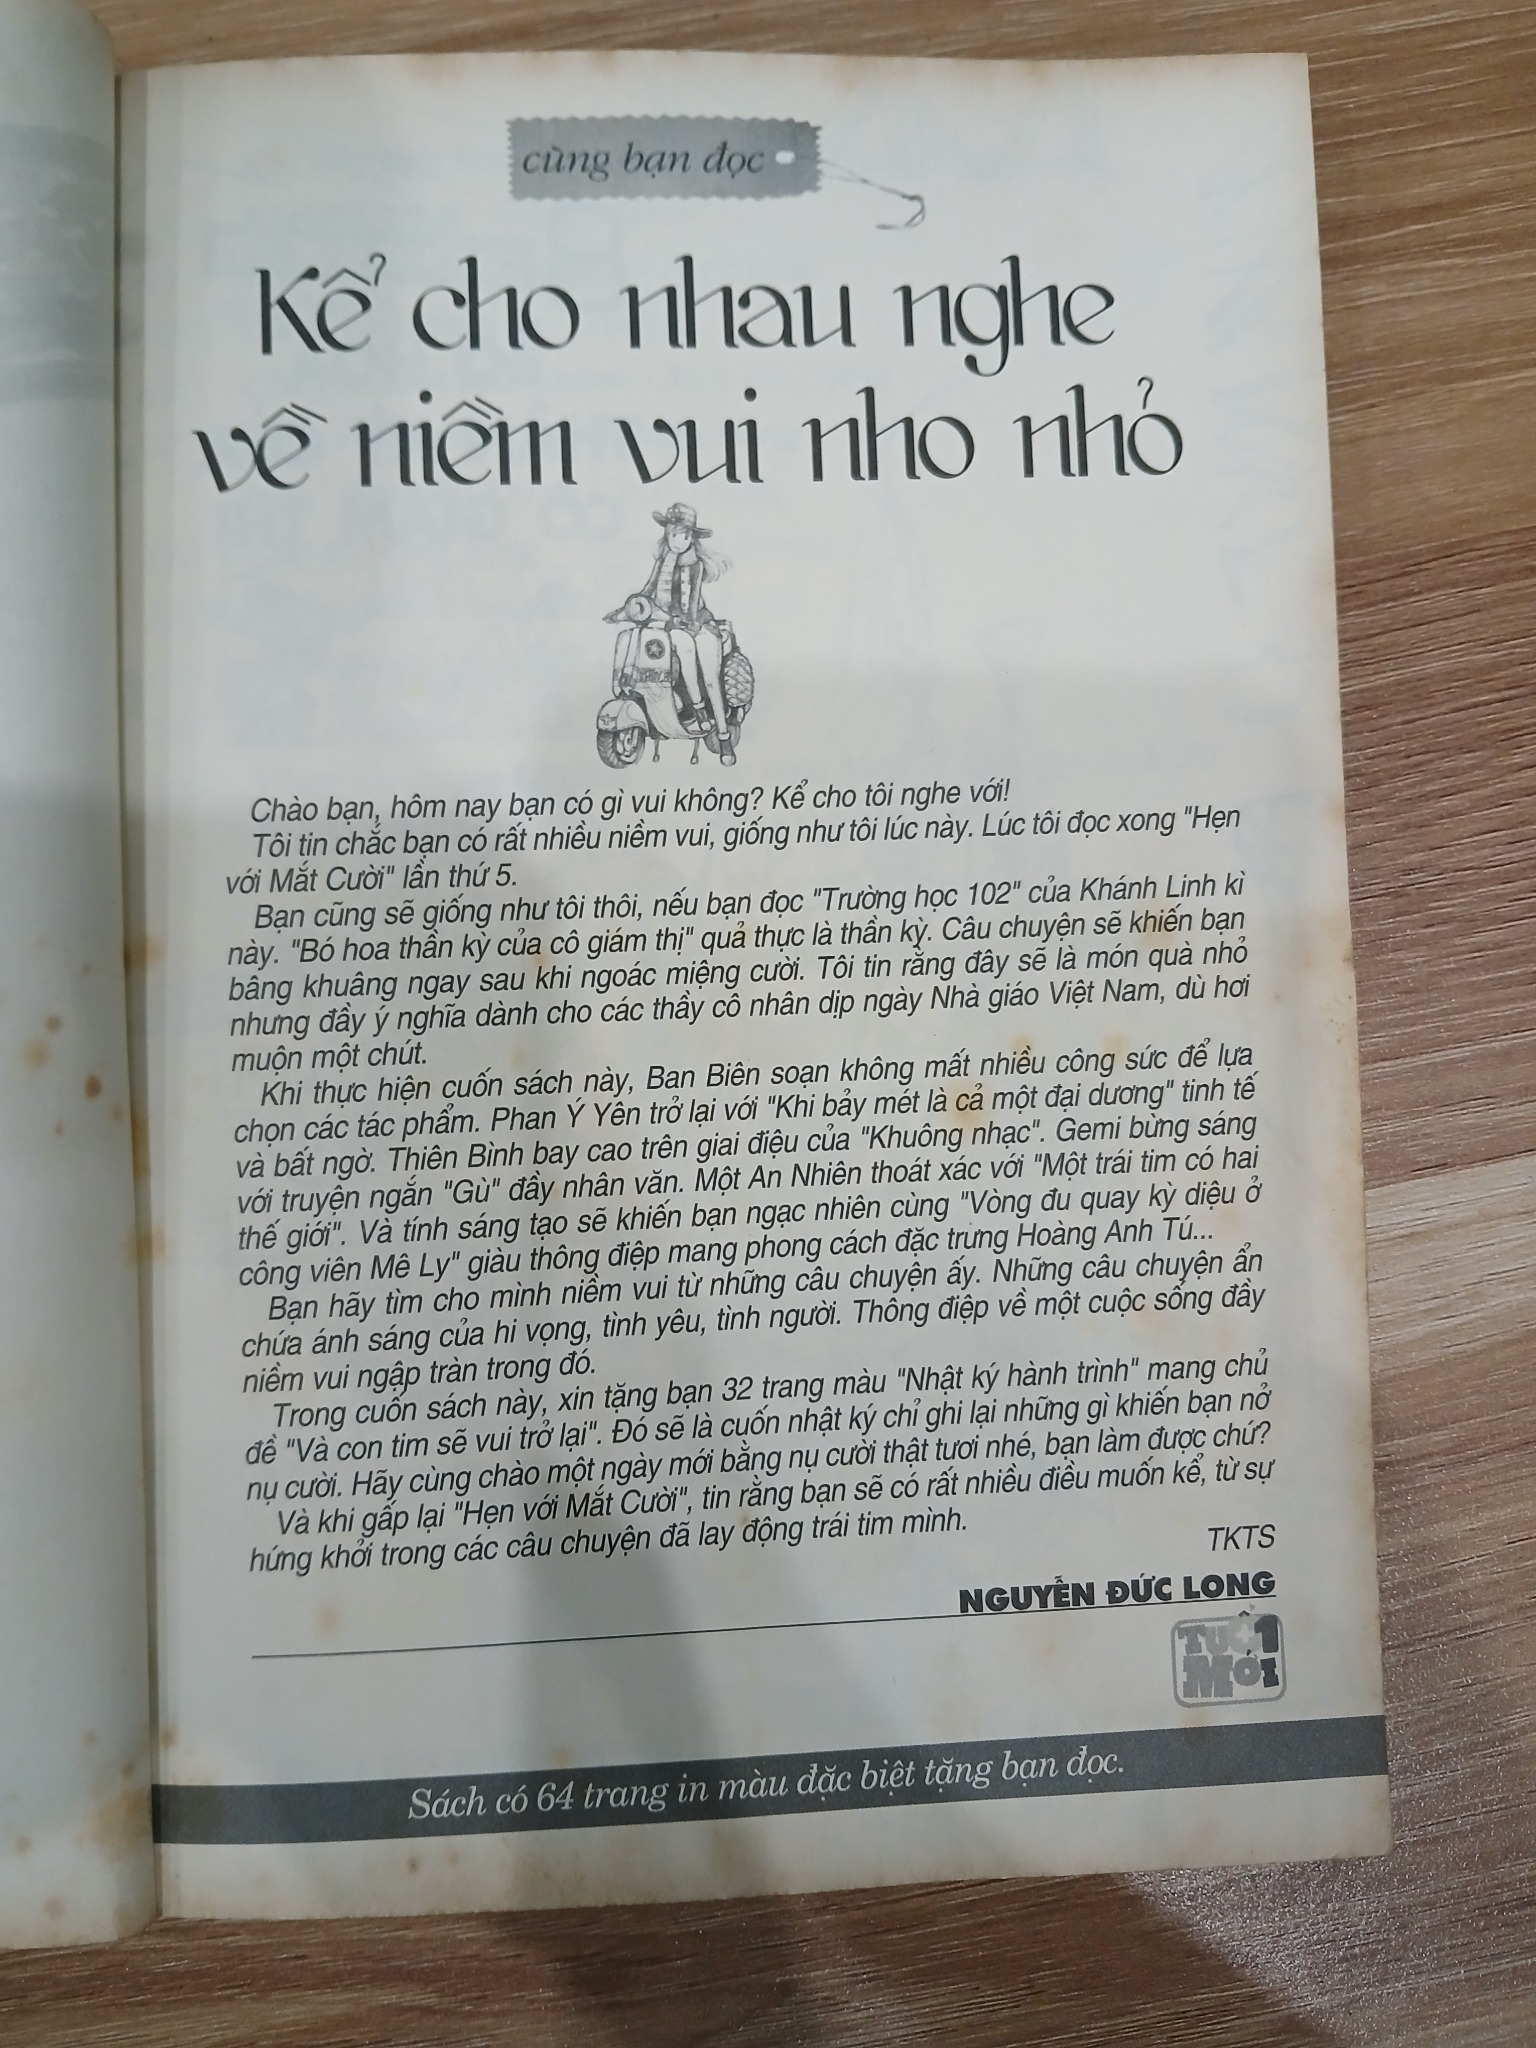 cùng bạn đọc
Kể cho nhau nghe
về niềm vui nho nhỏ
Chào bạn, hôm nay bạn có gì vui không? Kể cho tôi nghe với!
Tôi tin chắc bạn có rất nhiều niềm vui, giống như tôi lúc này. Lúc tôi đọc xong "Hẹn
với Mắt Cười" lần thứ 5.
Bạn cũng sẽ giống như tôi thôi, nếu bạn đọc "Trường học 102" của Khánh Linh kì
này. "Bó hoa thần kỳ của cô giám thị" quả thực là thần kỳ. Câu chuyện sẽ khiến bạn
bâng khuâng ngay sau khi ngoác miệng cười. Tôi tin rằng đây sẽ là món quà nhỏ
nhưng đầy ý nghĩa dành cho các thầy cô nhân dịp ngày Nhà giáo Việt Nam, dù hơi
muộn một chút.
Khi thực hiện cuốn sách này, Ban Biên soạn không mất nhiều công sức để lựa
chọn các tác phẩm. Phan Ý Yên trở lại với "Khi bảy mét là cả một đại dương" tinh tế
và bất ngờ. Thiên Bình bay cao trên giai điệu của "Khuông nhạc". Gemi bừng sáng
với truyện ngắn "Gù" đầy nhân văn. Một An Nhiên thoát xác với "Một trái tim có hai
thế giới". Và tính sáng tạo sẽ khiến bạn ngạc nhiên cùng "Vòng đu quay kỳ diệu ở
công viên Mê Ly" giàu thông điệp mang phong cách đặc trưng Hoàng Anh Tú...
Bạn hãy tìm cho mình niềm vui từ những câu chuyện ấy. Những câu chuyện ẩn
chứa ánh sáng của hi vọng, tình yêu, tình người. Thông điệp về một cuộc sống đầy
niềm vui ngập tràn trong đó.
Trong cuốn sách này, xin tặng bạn 32 trang màu "Nhật ký hành trình" mang chủ
đề "Và con tim sẽ vui trở lại". Đó sẽ là cuốn nhật ký chỉ ghi lại những gì khiến bạn nở
nụ cười. Hãy cùng chào một ngày mới bằng nụ cười thật tươi nhé, bạn làm được chứ?
Và khi gấp lại "Hẹn với Mắt Cười", tin rằng bạn sẽ có rất nhiều điều muốn kể, từ sự
hứng khởi trong các câu chuyện đã lay động trái tim mình.
TKTS
NGUYỄN ĐỨC LONG
TUỔI
MỚI
Sách có 64 trang in màu đặc biệt tặng bạn đọc.